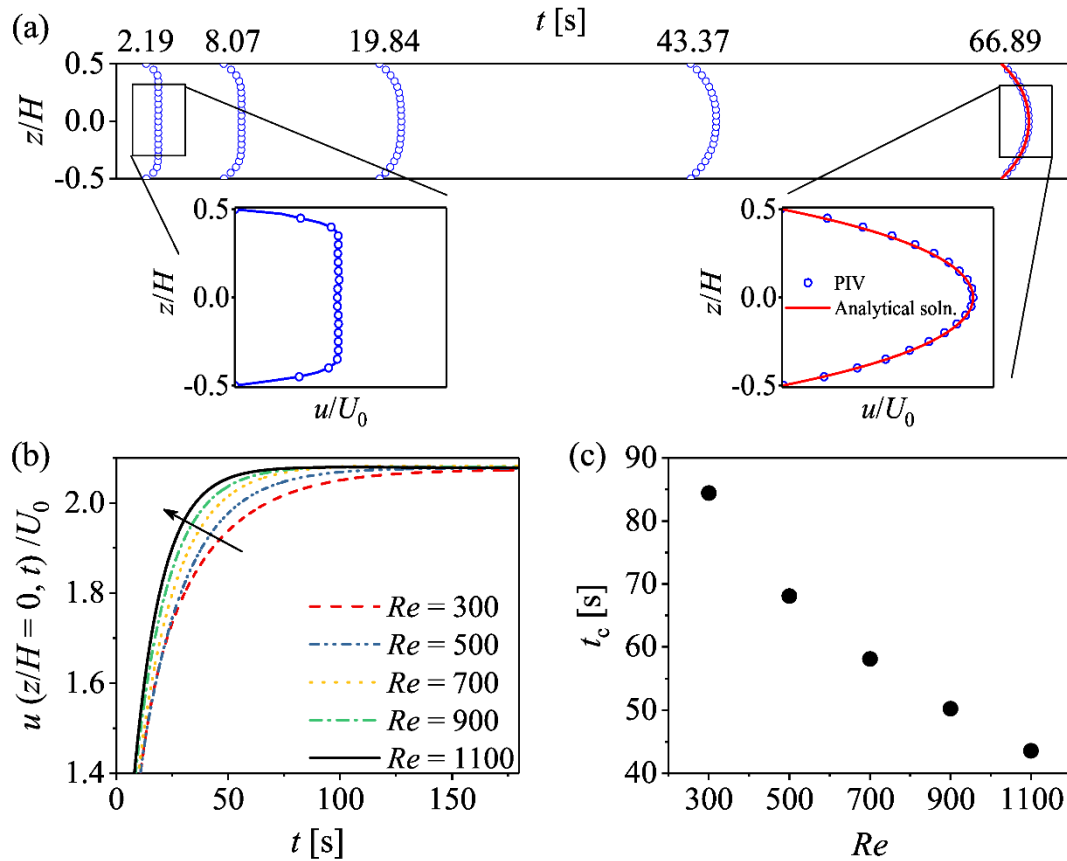 (a)
t [s]
2.19 8.07 19.84 43.37 66.89
0.5
0.0
-0.5
z/H
0.5
0.0
-0.5
z/H
u/U0
0.5
0.0
-0.5
z/H
PIV
Analytical soln.
u/U0
(b)
2.0
1.8
1.6
1.4
u (z/H = 0, t) /U0
Re = 300
Re = 500
Re = 700
Re = 900
Re = 1100
0 50 100 150
t [s]
(c)
90
80
70
60
50
40
tc [s]
300 500 700 900 1100
Re